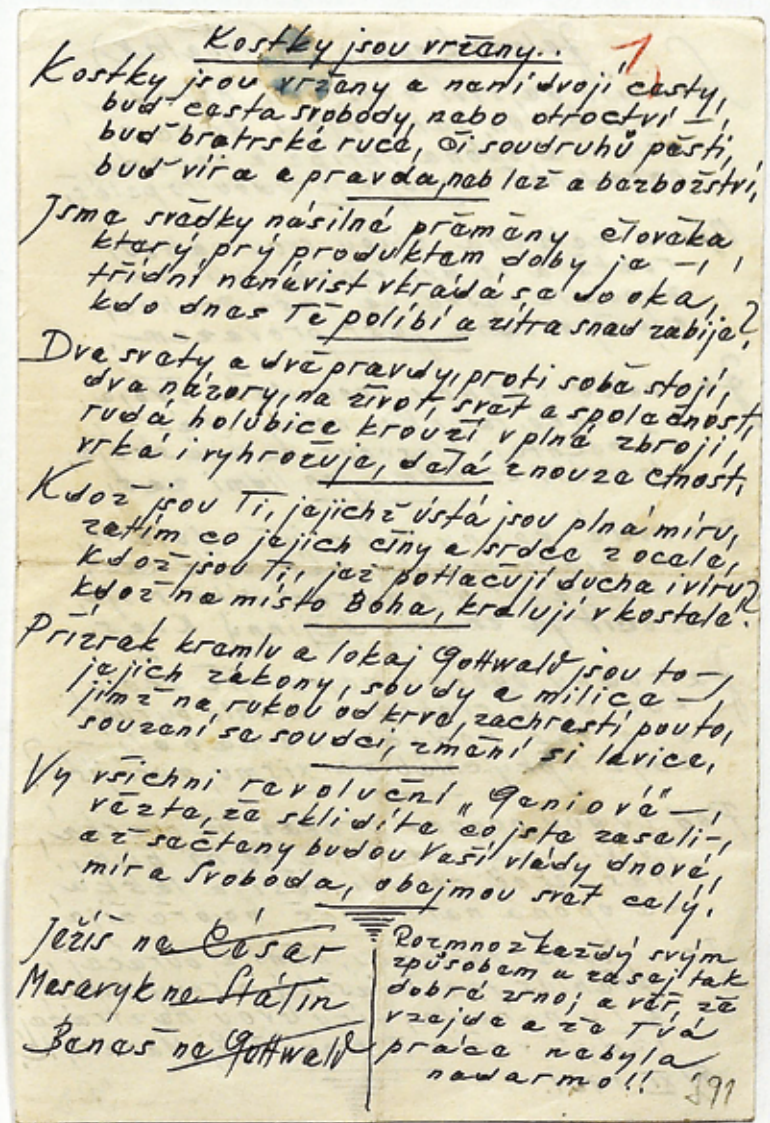 Kostky jsou vrženy..
1)
Kostky jsou vrženy a není dvojí cesty,
buď cesta svobody, nebo otroctví –,
buď bratrské ruce, či soudruhů pěsti,
buď víra a pravda, neb lež a bezbožství,
Jsme svědky násilné přeměny člověka
který, prý produktem doby je – , !
třídní nenávist vkrádá se do oka,
kdo dnes Tě políbí a zítra snad zabije?
Dva světy a dvě pravdy, proti sobě stojí,
dva názory, na život, svět a společnost,
rudá holubice krouží v plné zbroji,
vrká i vyhrožuje, dělá z nouze ctnost,
Kdož jsou Ti, jejichž ústa jsou plná míru,
zatím co jejich činy a srdce z ocele,
Kdož jsou Ti, jež potlačují ducha i víru?
kdož na místo Boha, kralují v kostele?
Přízrak kremlu a lokaj Gottwald jsou to –,
jejich zákony, soudy a milice –,
jimž na rukou od krve, zachrastí pouto,
souzení se soudci, změní si lavice,
Vy všichni revoluční „Geniové" – ,
vězte, že sklidíte co jste zaseli –,
až sečteny budou Vaší vlády dnové,
mír a Svoboda, obejmou svět celý.
Ježíš ne César
Masaryk ne Stálin
Beneš ne Gottwald
Rozmnož každý svým
způsobem a zasej tak
dobré zrno; a věř že
vzejde a že Tvá
práce nebyla
nadarmo!!
391